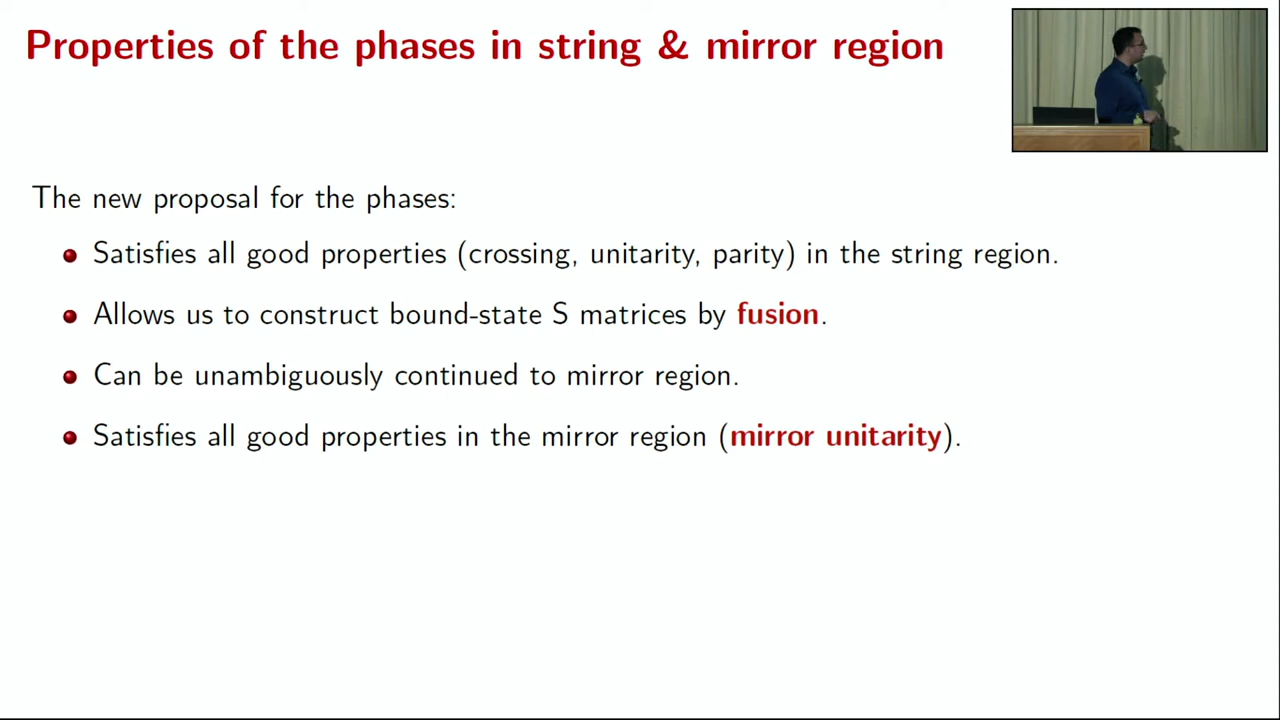 Properties of the phases in string & mirror region
The new proposal for the phases:
Satisfies all good properties (crossing, unitarity, parity) in the string region.
Allows us to construct bound-state S matrices by fusion.
Can be unambiguously continued to mirror region.
Satisfies all good properties in the mirror region (mirror unitarity).